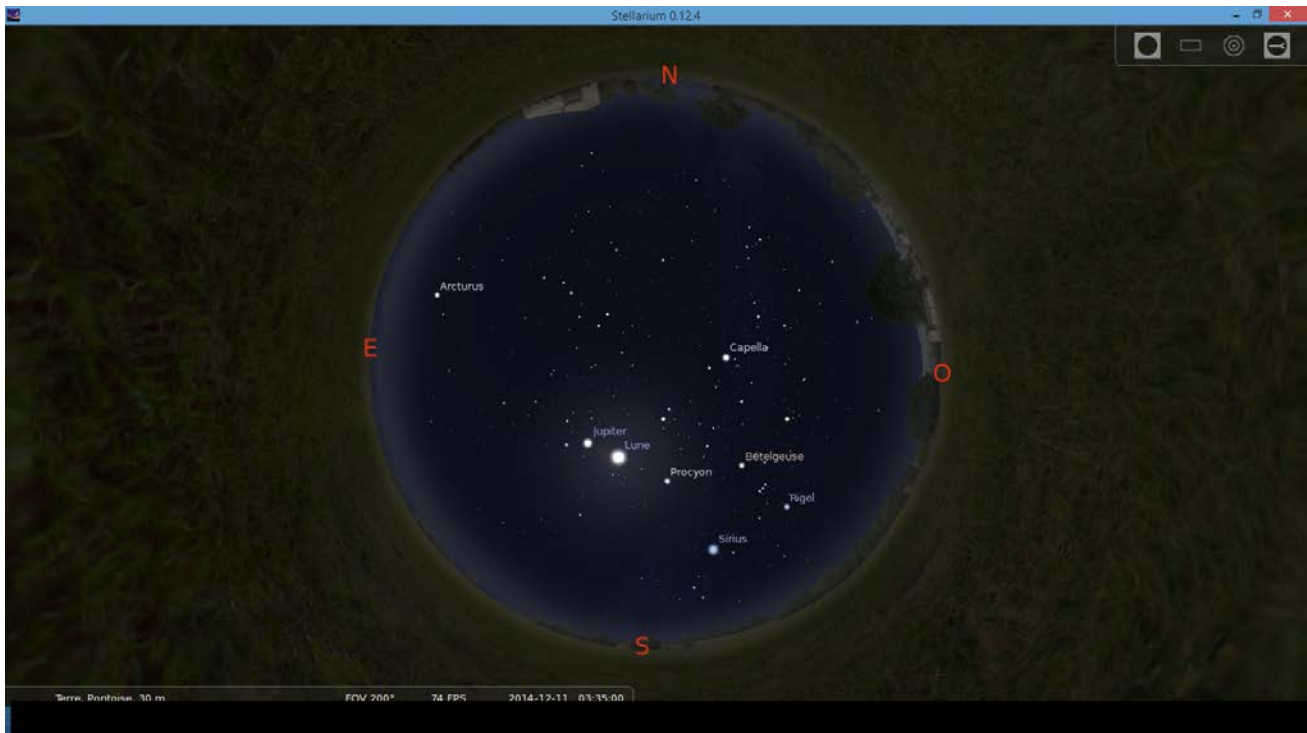 Stellarium 0.12.4
N
Arcturus
E
Capella
O
Jupiter
Lune
Bételgeuse
Procyon
Rigel
Sirius
S
Terre, Pontoise, 30 m FOV 200° 74 FPS 2014-12-11 03:35:00